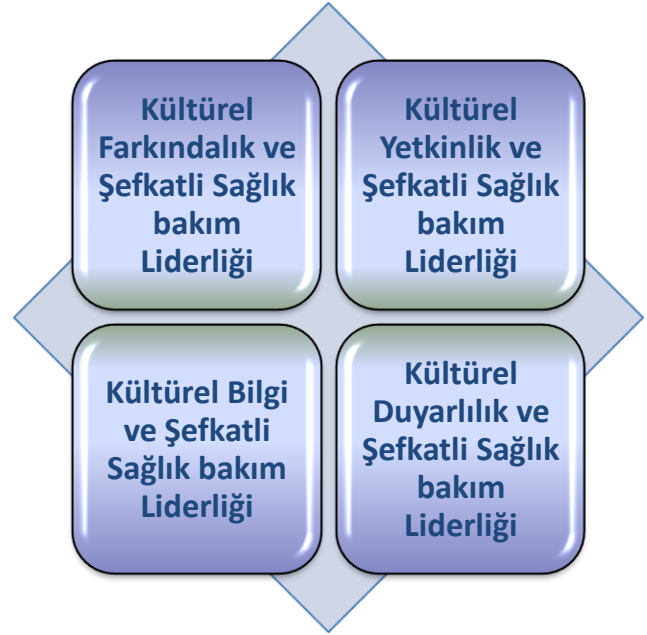 Kültürel
Farkındalık ve
Şefkatli Sağlık
bakım
Liderliği
Kültürel
Yetkinlik ve
Şefkatli Sağlık
bakım
Liderliği
Kültürel Bilgi
ve Şefkatli
Sağlık bakım
Liderliği
Kültürel
Duyarlılık ve
Şefkatli Sağlık
bakım
Liderliği